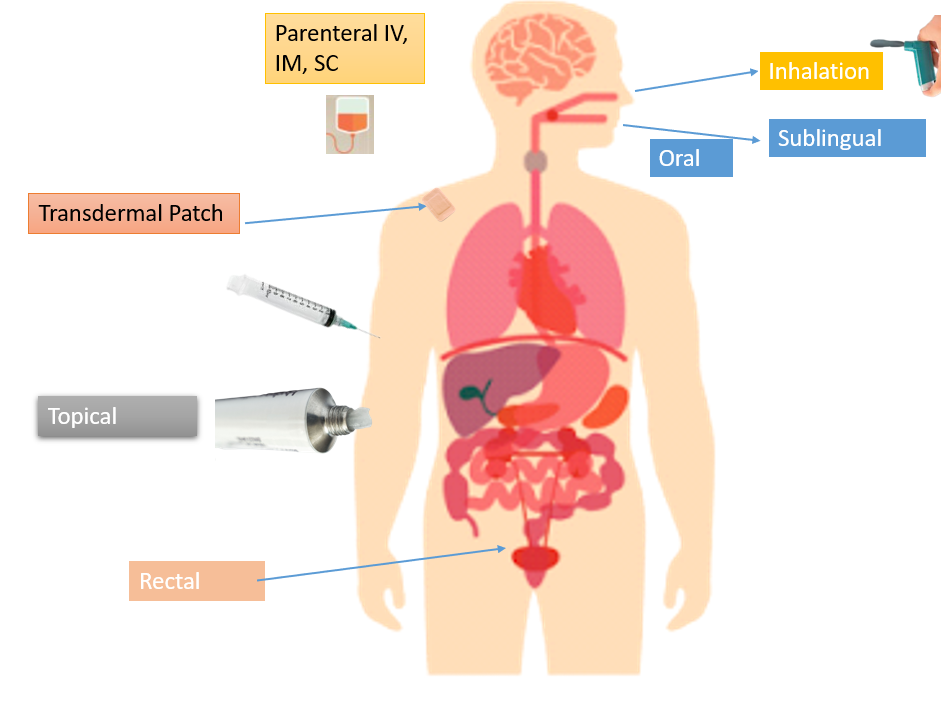 Parenteral IV,
IM, SC
Inhalation
Sublingual
Oral
Transdermal Patch
Topical
Rectal